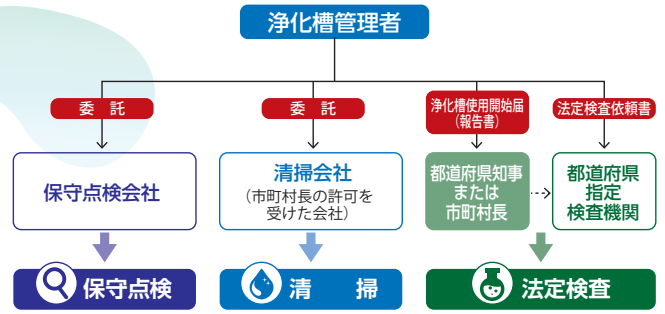 浄化槽管理者
委　託
委　託
浄化槽使用開始届
（報告書）
法定検査依頼書
保守点検会社
清掃会社
（市町村長の許可を
受けた会社）
都道府県知事
または
市町村長
都道府県
指定
検査機関
保守点検
清　掃
法定検査